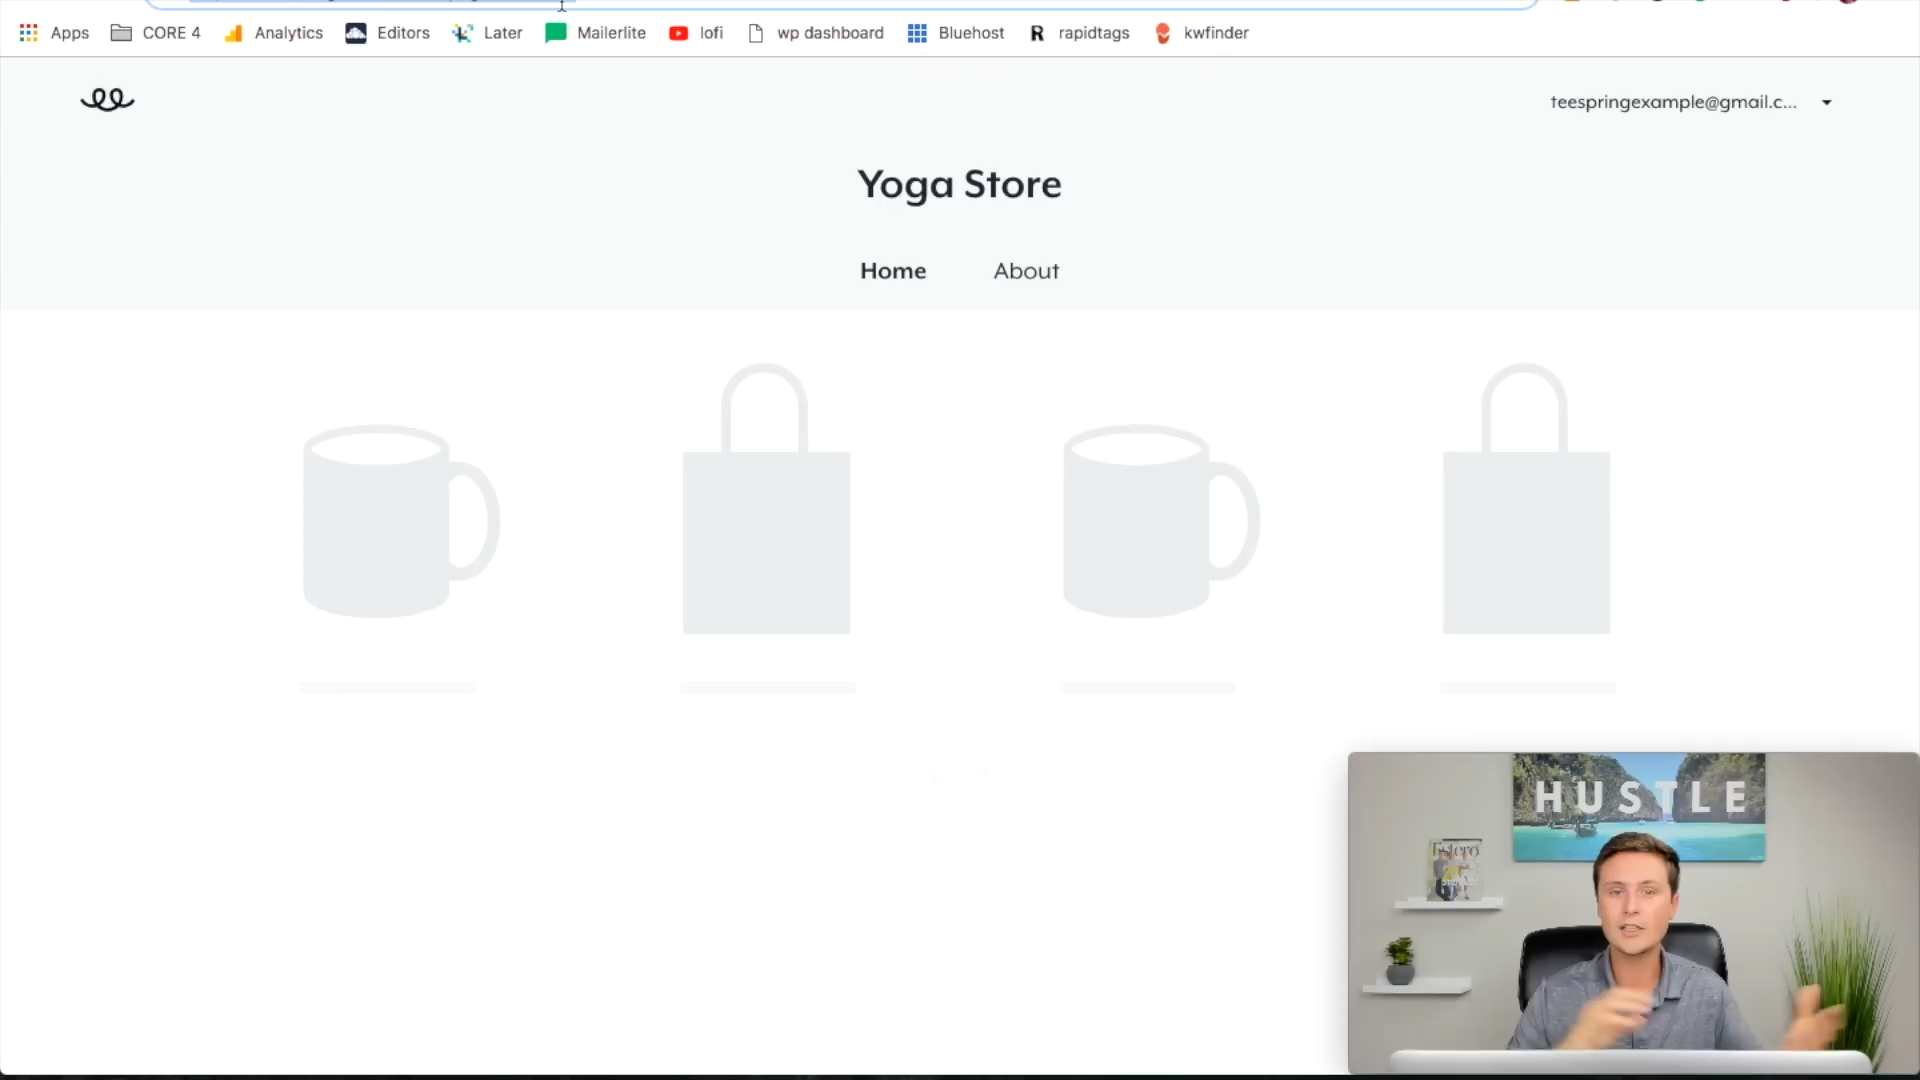 Apps CORE 4 Analytics Editors Later Mailerlite lofi wp dashboard Bluehost R rapidtags kwfinder
teespringexample@gmail.c...
Yoga Store
Home About
HUSTLE
Estero